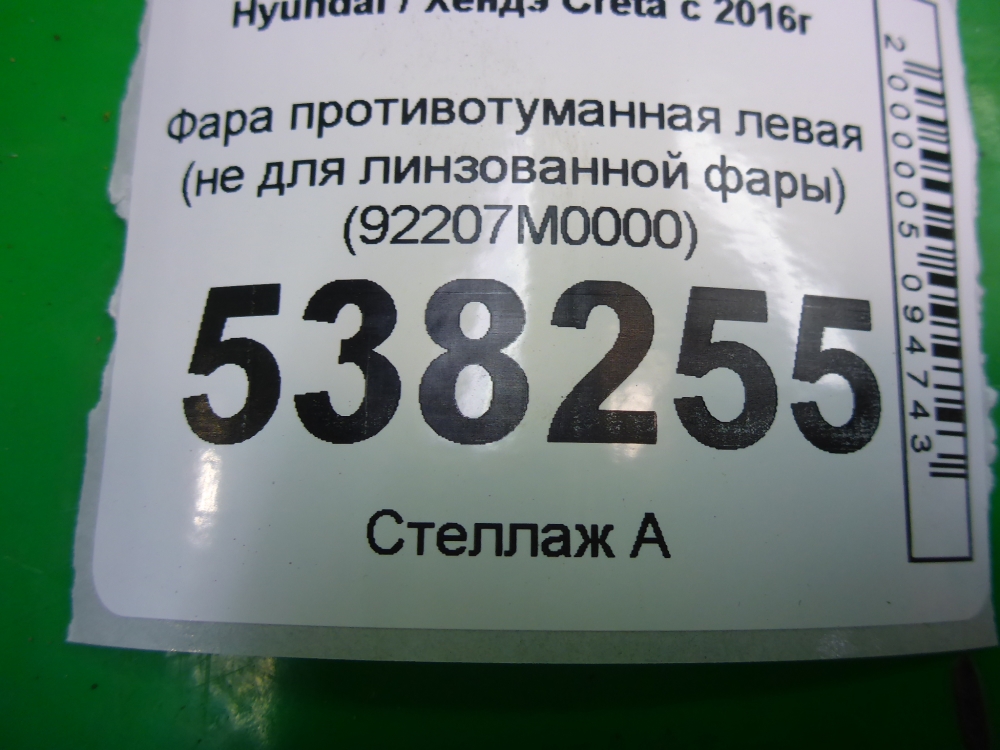 Hyundai / Хендэ Creta с 2016г
Фара противотуманная левая
(не для линзованной фары)
(92207M0000)
538255
Стеллаж А
2000005094743